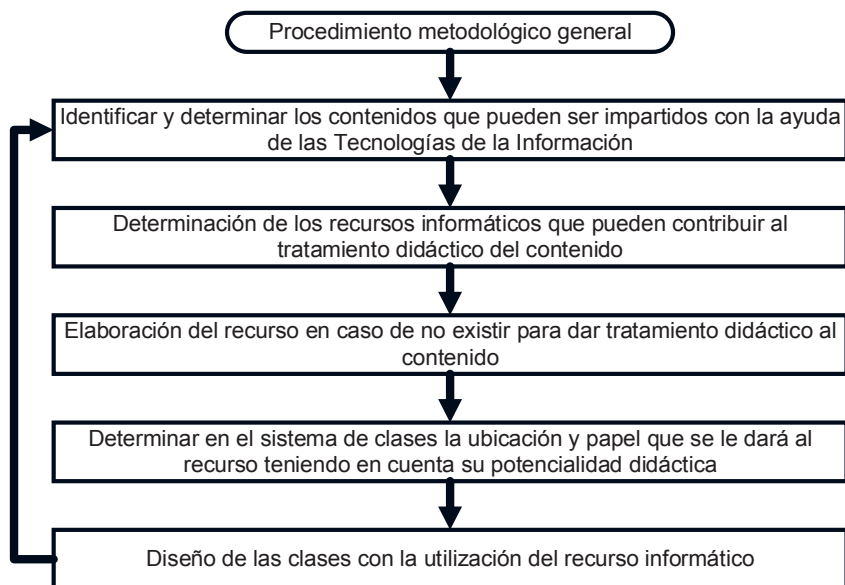 Procedimiento metodológico general
Identificar y determinar los contenidos que pueden ser impartidos con la ayuda
de las Tecnologías de la Información
Determinación de los recursos informáticos que pueden contribuir al
tratamiento didáctico del contenido
Elaboración del recurso en caso de no existir para dar tratamiento didáctico al
contenido
Determinar en el sistema de clases la ubicación y papel que se le dará al
recurso teniendo en cuenta su potencialidad didáctica
Diseño de las clases con la utilización del recurso informático